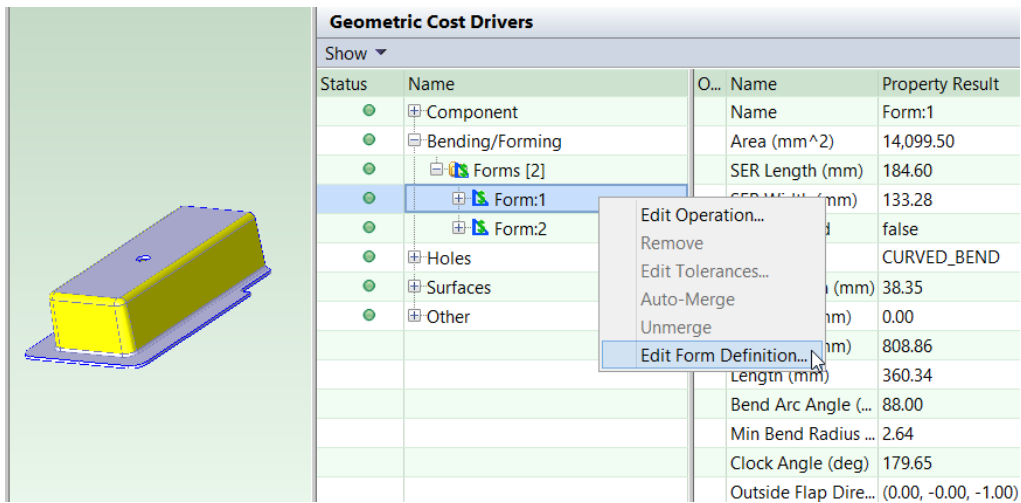 Geometric Cost Drivers
Show
Status Name O... Name Property Result
Component Name Form:1
Bending/Forming Area (mm^2) 14,099.50
Forms [2] SER Length (mm) 184.60
Form:1 mm) 133.28
Form:2 false
Holes CURVED_BEND
Surfaces (mm) 38.35
Other mm) 0.00
mm) 808.86
Length (mm) 360.34
Bend Arc Angle (... 88.00
Min Bend Radius ... 2.64
Clock Angle (deg) 179.65
Outside Flap Dire... (0.00, -0.00, -1.00)
Edit Operation...
Remove
Edit Tolerances...
Auto-Merge
Unmerge
Edit Form Definition...